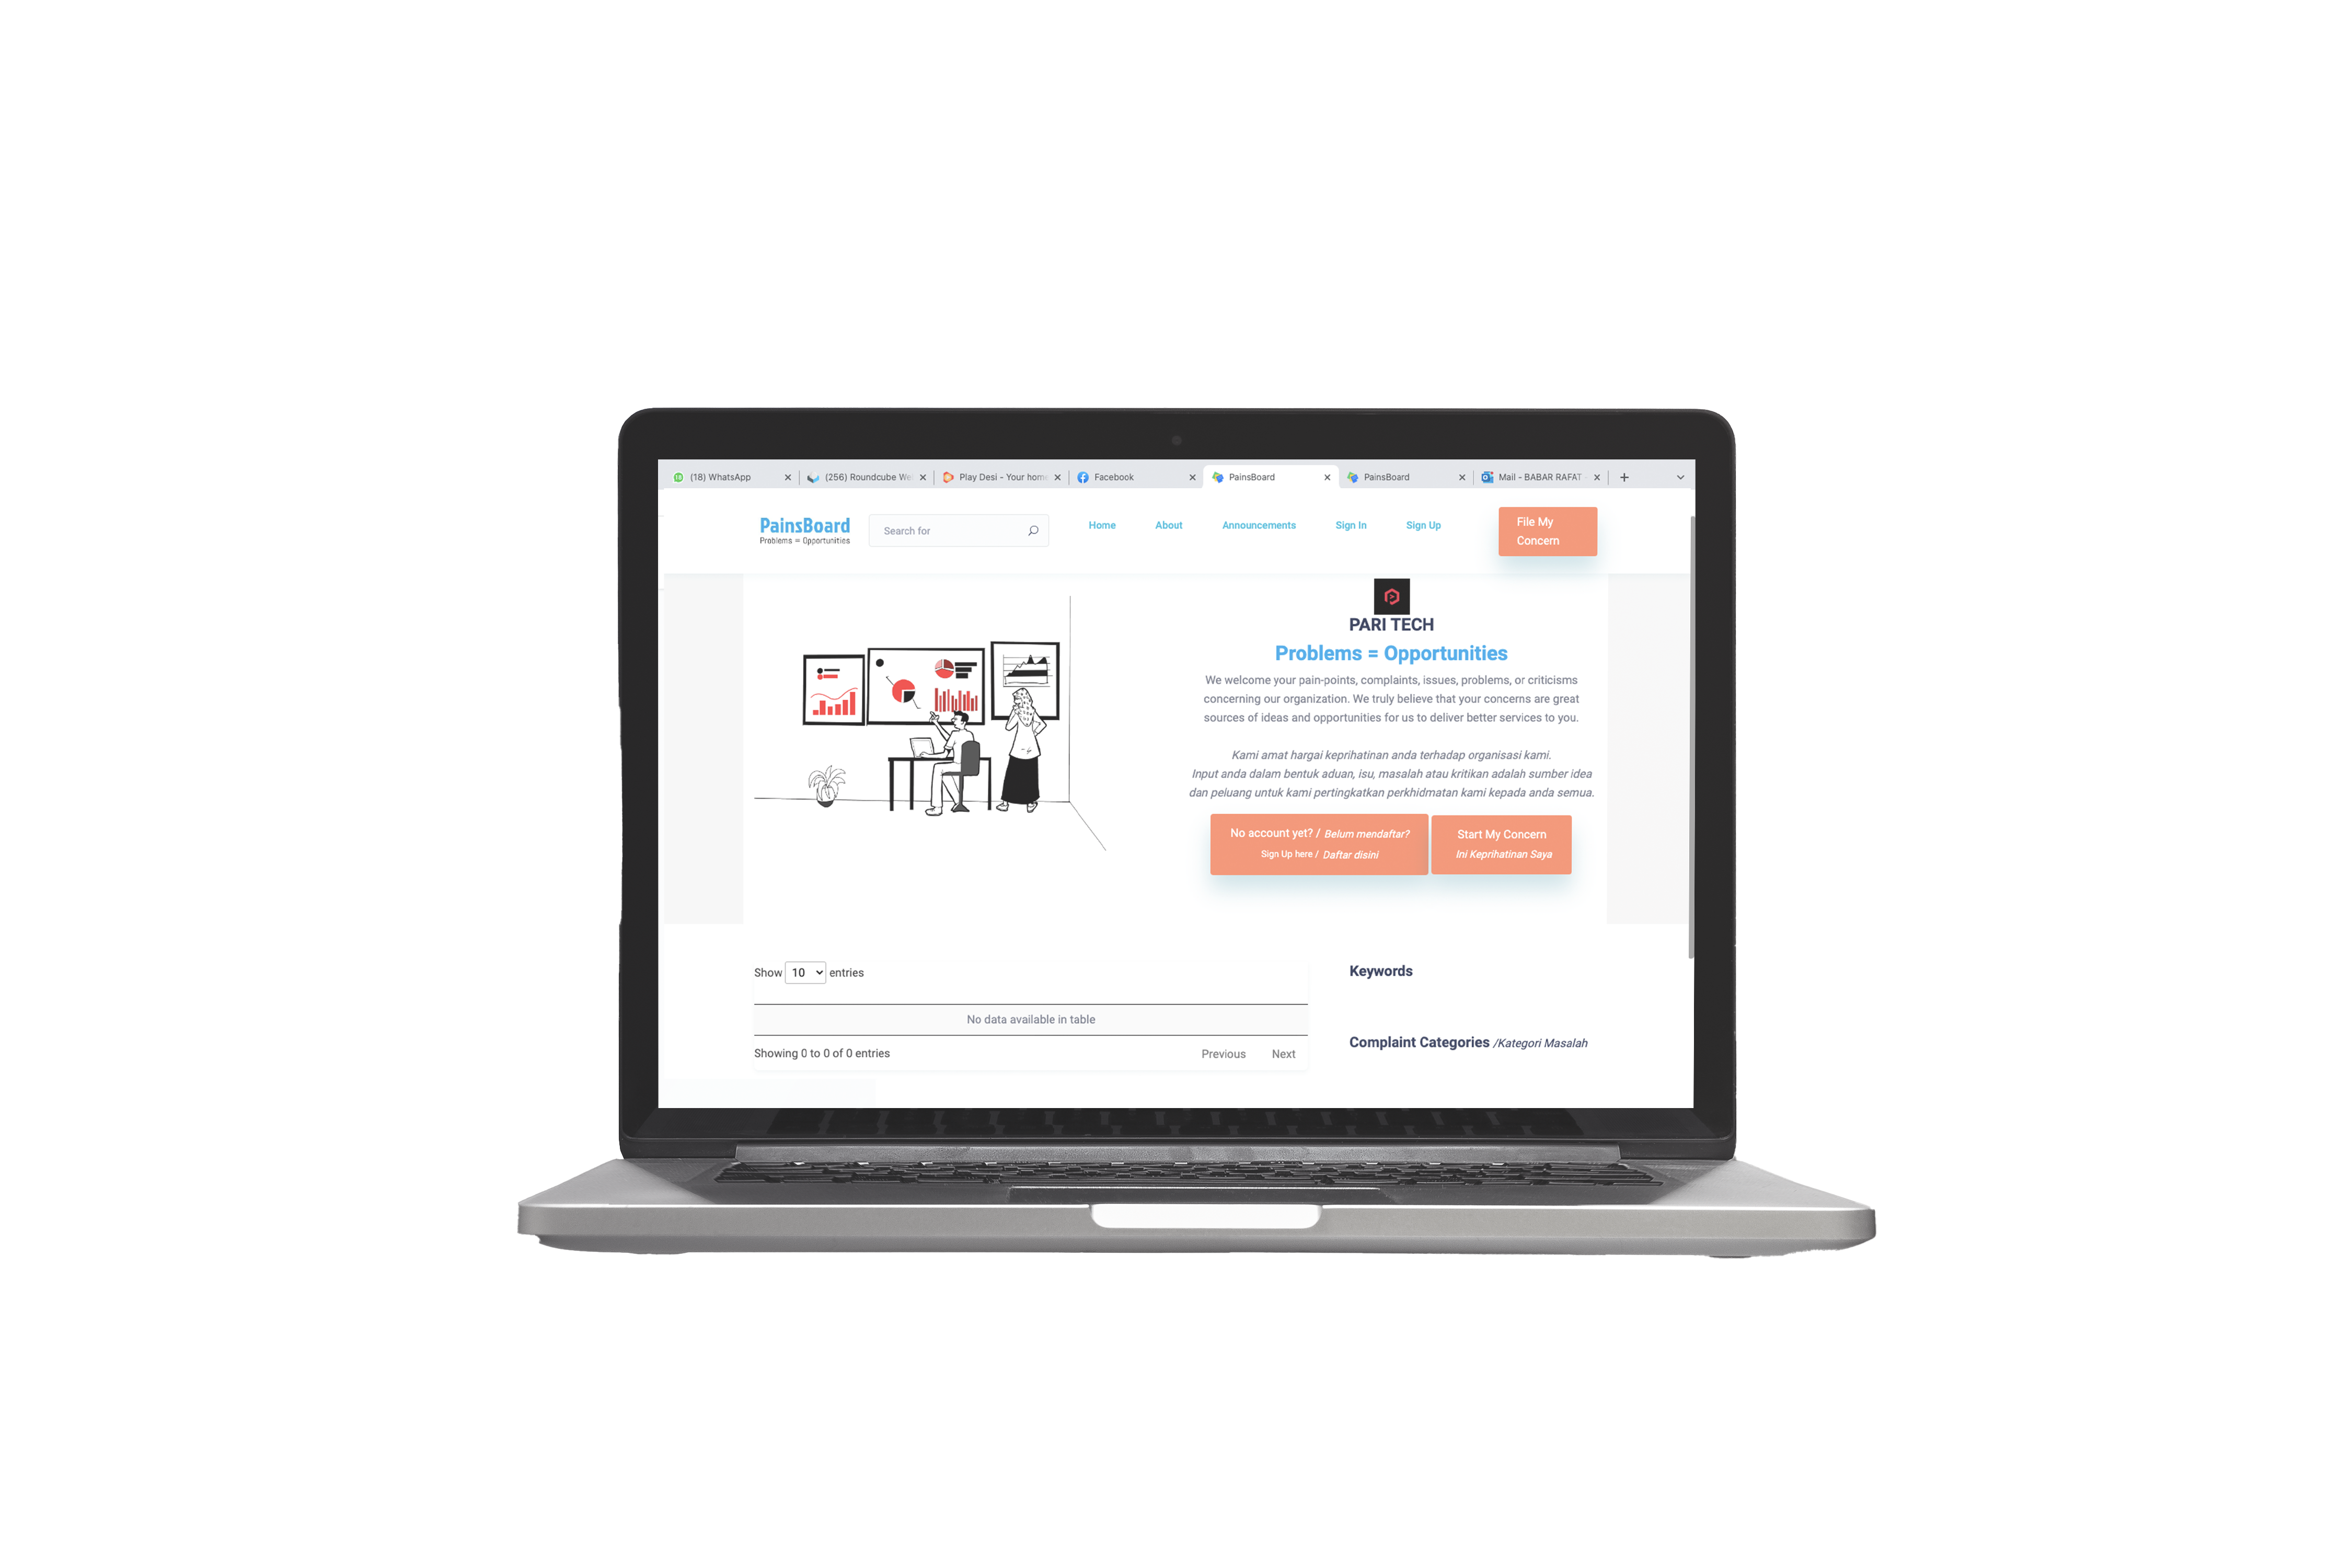 (18) WhatsApp
(256) Roundcube We
Play Desi - Your home
Facebook
PainsBoard
PainsBoard
Mail - BABAR RAFAT
PainsBoard
Problems = Opportunities
Search for
Home
About
Announcements
Sign In
Sign Up
File My
Concern
PARI TECH
Problems = Opportunities
We welcome your pain-points, complaints, issues, problems, or criticisms
concerning our organization. We truly believe that your concerns are great
sources of ideas and opportunities for us to deliver better services to you.
Kami amat hargai keprihatinan anda terhadap organisasi kami.
Input anda dalam bentuk aduan, isu, masalah atau kritikan adalah sumber idea
dan peluang untuk kami pertingkatkan perkhidmatan kami kepada anda semua.
No account yet? / Belum mendaftar?
Sign Up here / Daftar disini
Start My Concern
Ini Keprihatinan Saya
Show 10 entries
No data available in table
Showing 0 to 0 of 0 entries
Previous
Next
Keywords
Complaint Categories /Kategori Masalah